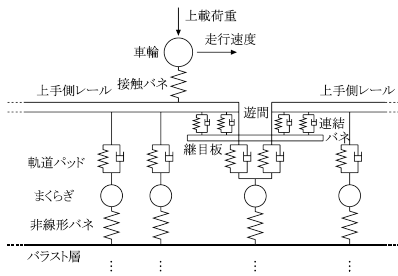 上載荷重
車輪
走行速度
接触バネ
上手側レール
上手側レール
遊間
連結
バネ
継目板
軌道パッド
まくらぎ
非線形バネ
バラスト層